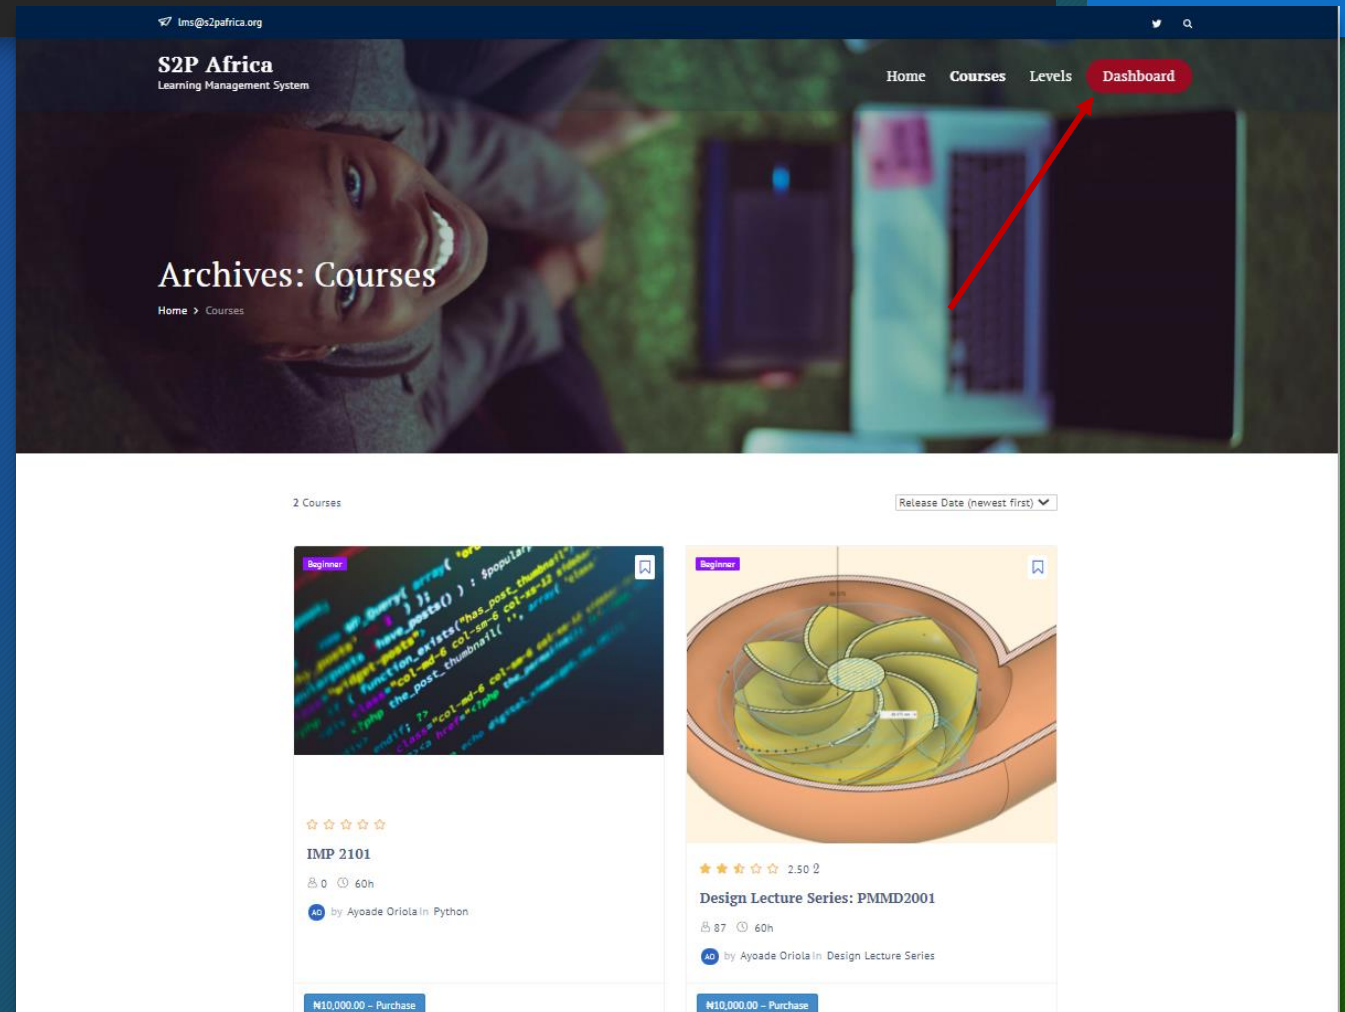 lms@s2pafrica.org
S2P Africa
Learning Management System
Home Courses Levels Dashboard
Archives: Courses
Home > Courses
2 Courses
Release Date (newest first)
Beginner
IMP 2101
0 60h
AO by Ayoade Oriola In Python
₦10,000.00 – Purchase
Beginner
2.50 2
Design Lecture Series: PMMD2001
87 60h
AO by Ayoade Oriola In Design Lecture Series
₦10,000.00 – Purchase